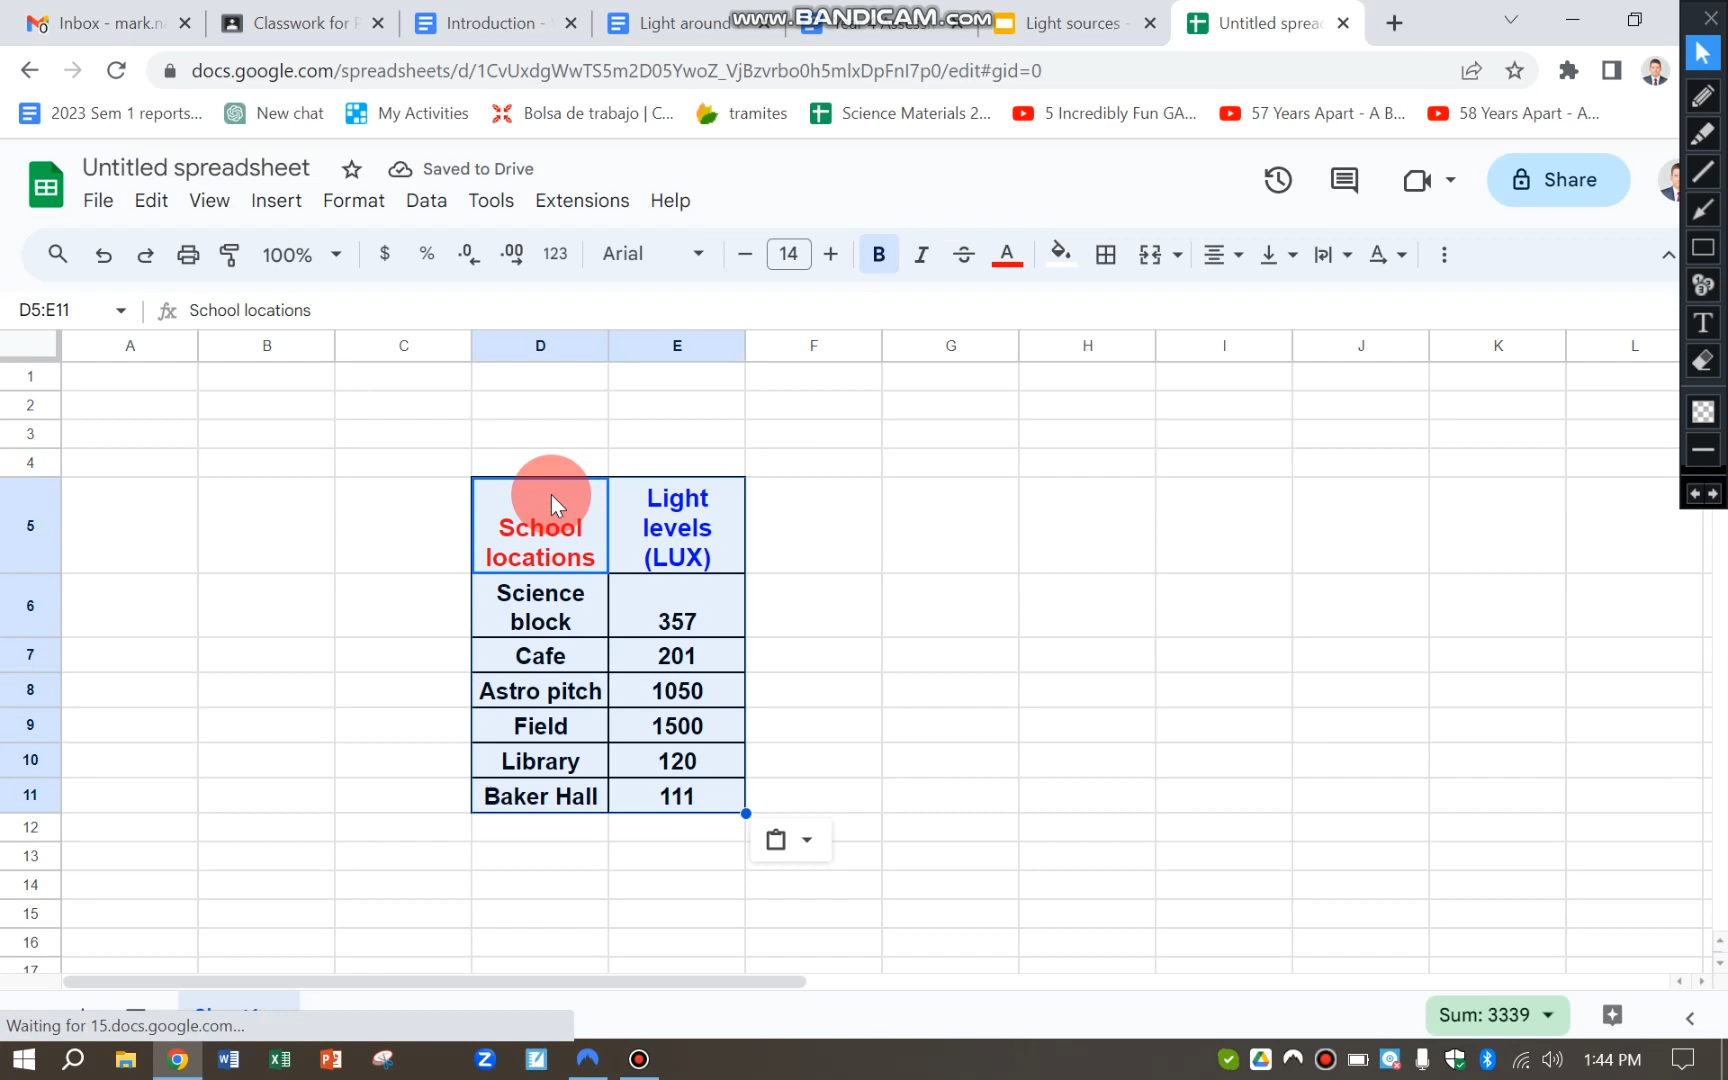 Inbox - mark.n
Classwork for F
Introduction -
Light around
www.BANDICAM.com
Light sources -
Untitled spread
docs.google.com/spreadsheets/d/1CvUxdgWwTS5m2D05YwoZ_VjBzvrbo0h5mlxDpFnI7p0/edit#gid=0
2023 Sem 1 reports...
New chat
My Activities
Bolsa de trabajo | C...
tramites
Science Materials 2...
5 Incredibly Fun GA...
57 Years Apart - A B...
58 Years Apart - A...
Untitled spreadsheet
Saved to Drive
Share
File Edit View Insert Format Data Tools Extensions Help
100% $ % .0 .00 123 Arial 14 B I A
D5:E11 fx School locations
A B C D E F G H I J K L
1
2
3
4
5 School locations Light levels (LUX)
6 Science block 357
7 Cafe 201
8 Astro pitch 1050
9 Field 1500
10 Library 120
11 Baker Hall 111
12
13
14
15
16
17
Sum: 3339
Waiting for 15.docs.google.com...
1:44 PM